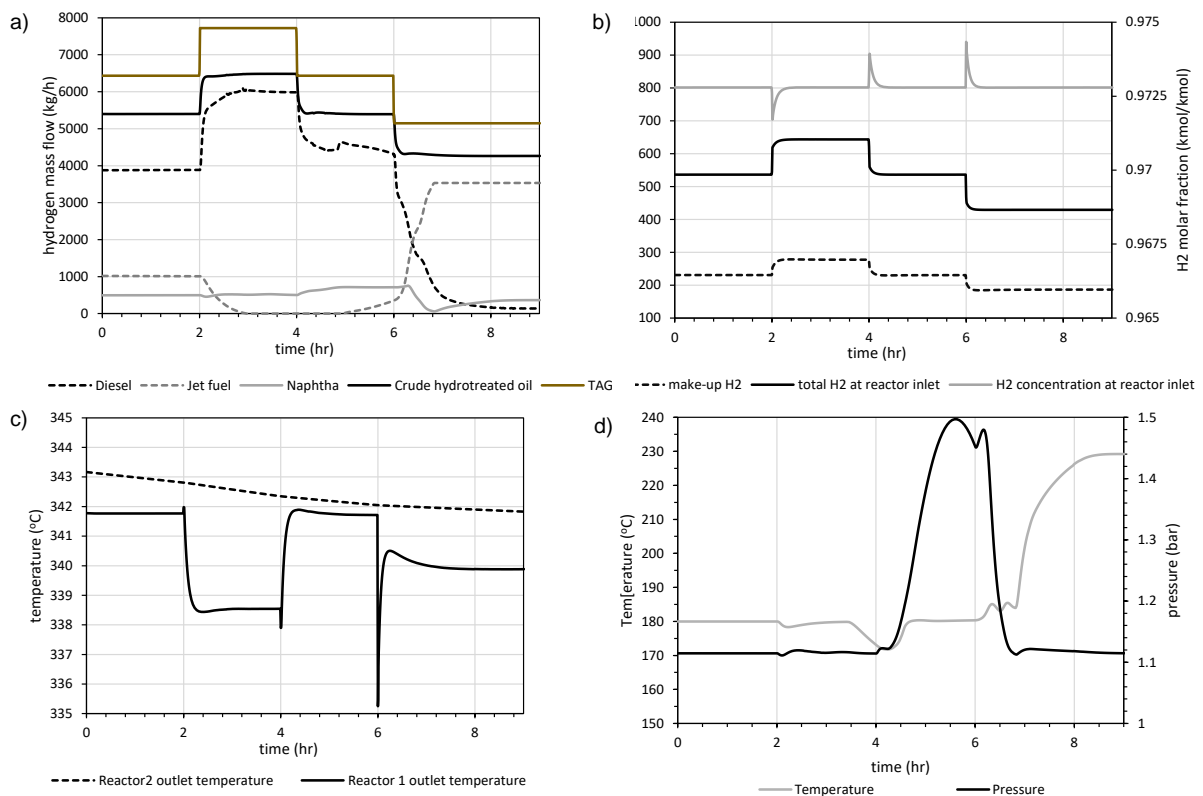 a)
8000
7000
6000
5000
4000
3000
2000
1000
0
hydrogen mass flow (kg/h)
0 2 4 6 8
time (hr)
Diesel Jet fuel Naphtha Crude hydrotreated oil TAG
b)
1000
900
800
700
600
500
400
300
200
100
0.975
0.9725
0.97
0.9675
0.965
H2 molar fraction (kmol/kmol)
0 2 4 6 8
time (hr)
make-up H2 total H2 at reactor inlet H2 concentration at reactor inlet
c)
345
344
343
342
341
340
339
338
337
336
335
temperature (°C)
0 2 4 6 8
time (hr)
Reactor2 outlet temperature Reactor 1 outlet temperature
d)
240
230
220
210
200
190
180
170
160
150
Tem[erature (°C)
1.5
1.4
1.3
1.2
1.1
1
pressure (bar)
0 2 4 6 8
time (hr)
Temperature Pressure